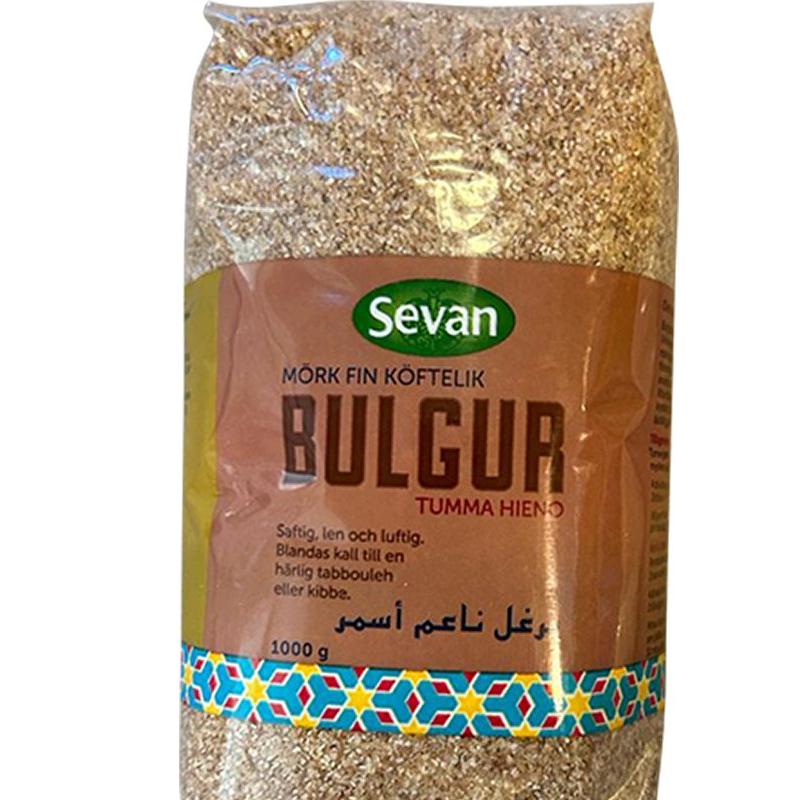 Sevan
MÖRK FIN KÖFTELIK
BULGUR
TUMMA HIENO
Saftig, len och luftig.
Blandas kall till en
härlig tabbouleh
eller kibbe.
برغل ناعم أسمر
1000 g